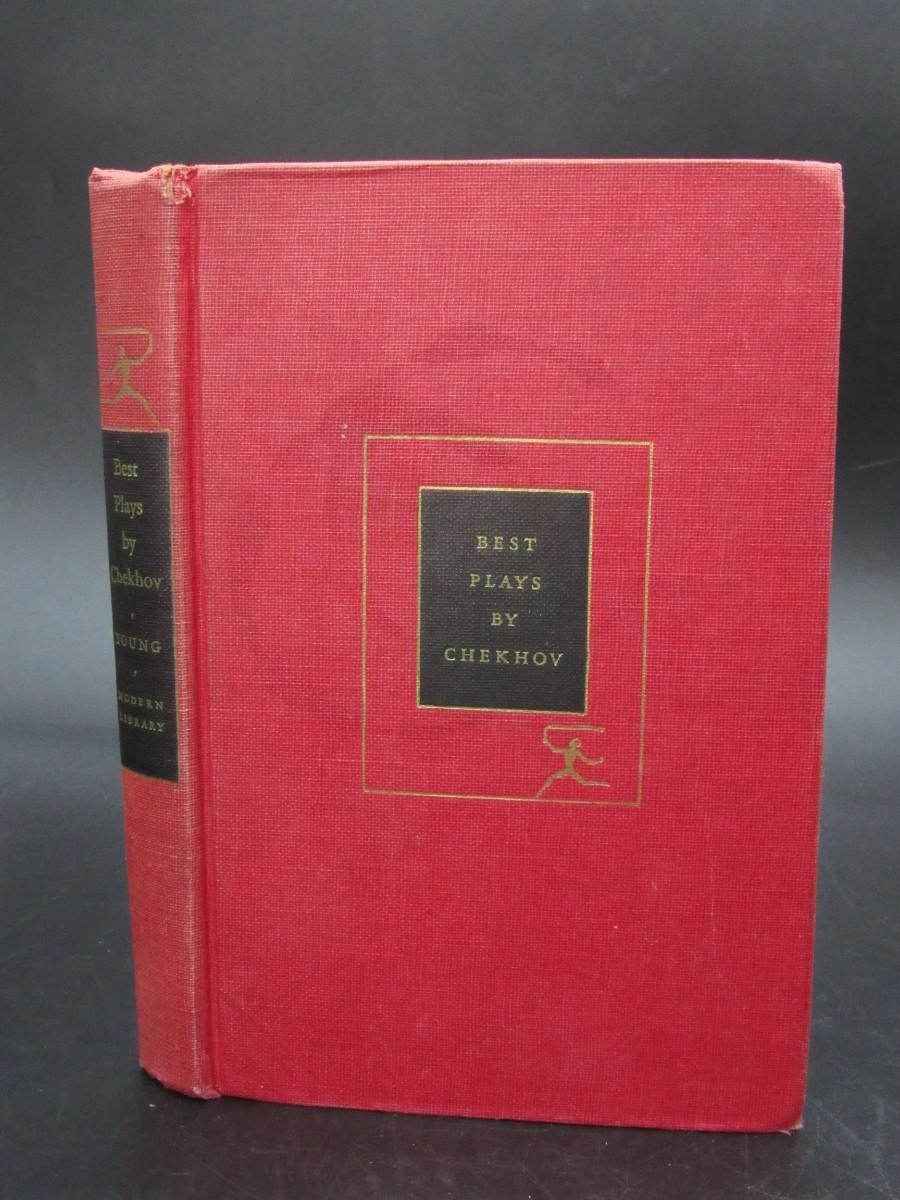 Best
Plays
by
Chekhov
YOUNG
MODERN
LIBRARY
BEST
PLAYS
BY
CHEKHOV